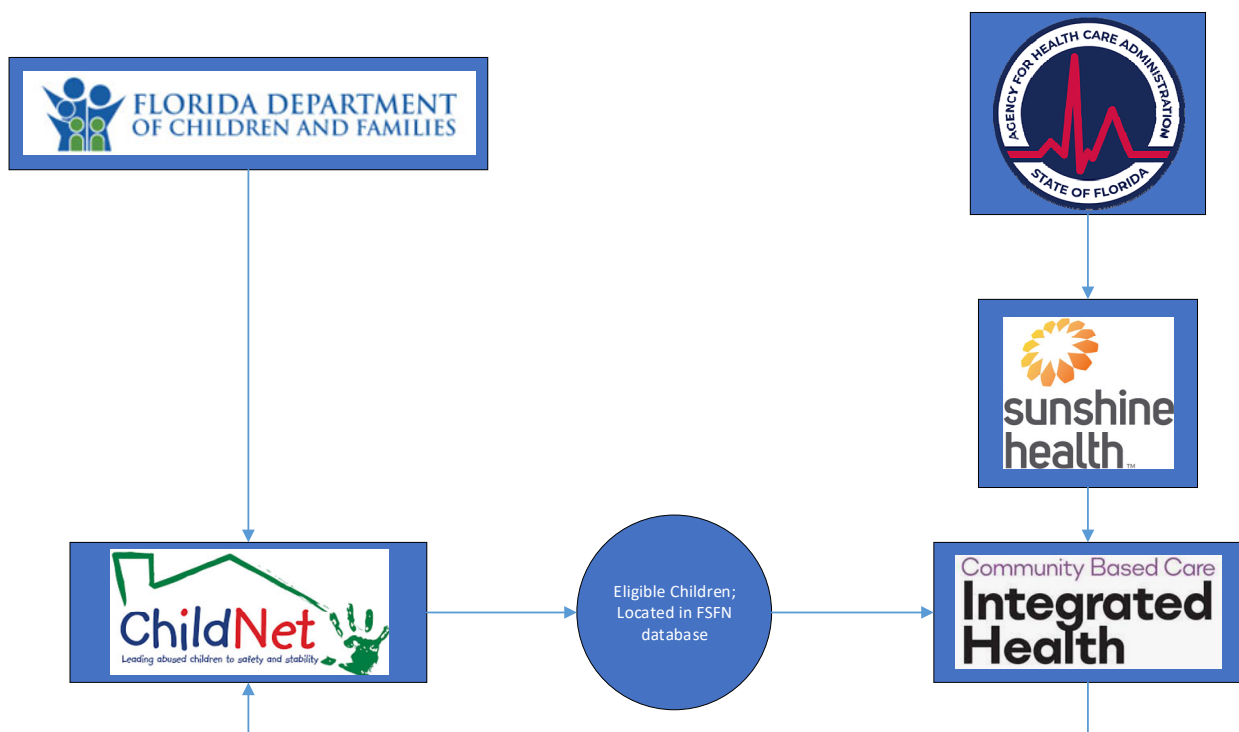 FLORIDA DEPARTMENT
OF CHILDREN AND FAMILIES
AGENCY FOR HEALTH CARE ADMINISTRATION
STATE OF FLORIDA
sunshine
health™
ChildNet
Leading abused children to safety and stability
Eligible Children;
Located in FSFN
database
Community Based Care
Integrated
Health